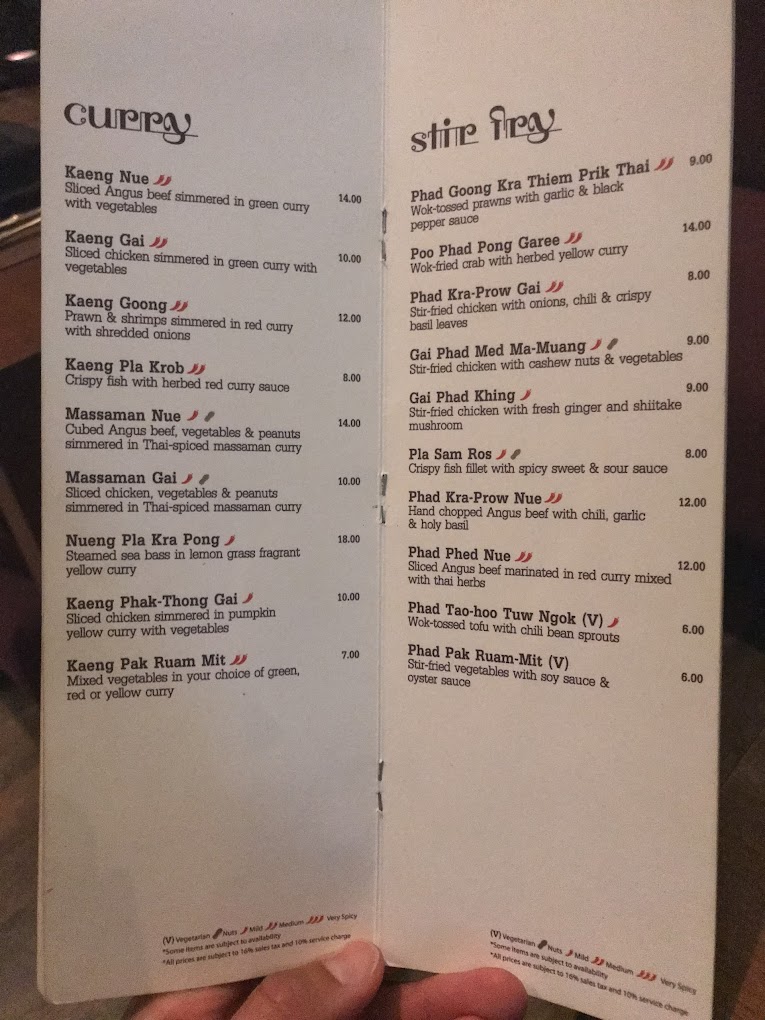 curry
Kaeng Nue
Sliced Angus beef simmered in green curry 14.00
with vegetables
Kaeng Gai
Sliced chicken simmered in green curry with 10.00
vegetables
Kaeng Goong
Prawn & shrimps simmered in red curry 12.00
with shredded onions
Kaeng Pla Krob
Crispy fish with herbed red curry sauce 8.00
Massaman Nue
Cubed Angus beef, vegetables & peanuts 14.00
simmered in Thai-spiced massaman curry
Massaman Gai 10.00
Sliced chicken, vegetables & peanuts
simmered in Thai-spiced massaman curry
Nueng Pla Kra Pong 18.00
Steamed sea bass in lemon grass fragrant
yellow curry
Kaeng Phak-Thong Gai 10.00
Sliced chicken simmered in pumpkin
yellow curry with vegetables
Kaeng Pak Ruam Mit 7.00
Mixed vegetables in your choice of green,
red or yellow curry
(V) Vegetarian Nuts Mild Medium Very Spicy
*Some items are subject to availability
*All prices are subject to 16% sales tax and 10% service charge
stir fry
Phad Goong Kra Thiem Prik Thai 9.00
Wok-tossed prawns with garlic & black
pepper sauce
Poo Phad Pong Garee 14.00
Wok-fried crab with herbed yellow curry
Phad Kra-Prow Gai 8.00
Stir-fried chicken with onions, chili & crispy
basil leaves
Gai Phad Med Ma-Muang 9.00
Stir-fried chicken with cashew nuts & vegetables
Gai Phad Khing 9.00
Stir-fried chicken with fresh ginger and shiitake
mushroom
Pla Sam Ros 8.00
Crispy fish fillet with spicy sweet & sour sauce
Phad Kra-Prow Nue 12.00
Hand chopped Angus beef with chili, garlic
& holy basil
Phad Phed Nue 12.00
Sliced Angus beef marinated in red curry mixed
with thai herbs
Phad Tao-hoo Tuw Ngok (V)
Wok-tossed tofu with chili bean sprouts 6.00
Phad Pak Ruam-Mit (V)
Stir-fried vegetables with soy sauce & 6.00
oyster sauce
(V) Vegetarian Nuts Mild Medium Very Spicy
*Some items are subject to availability
*All prices are subject to 16% sales tax and 10% service charge